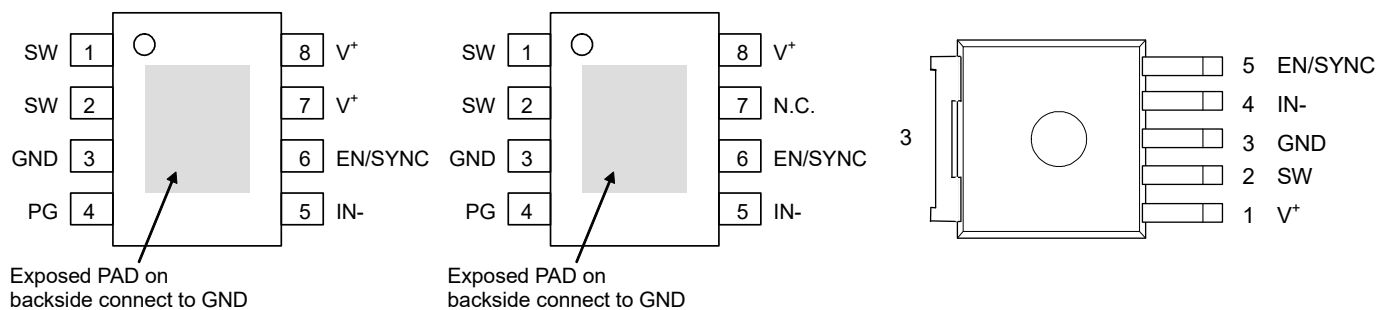 SW 1 8 V+
SW 2 7 V+
GND 3 6 EN/SYNC
PG 4 5 IN-
Exposed PAD on
backside connect to GND
SW 1 8 V+
SW 2 7 N.C.
GND 3 6 EN/SYNC
PG 4 5 IN-
Exposed PAD on
backside connect to GND
3
5 EN/SYNC
4 IN-
3 GND
2 SW
1 V+